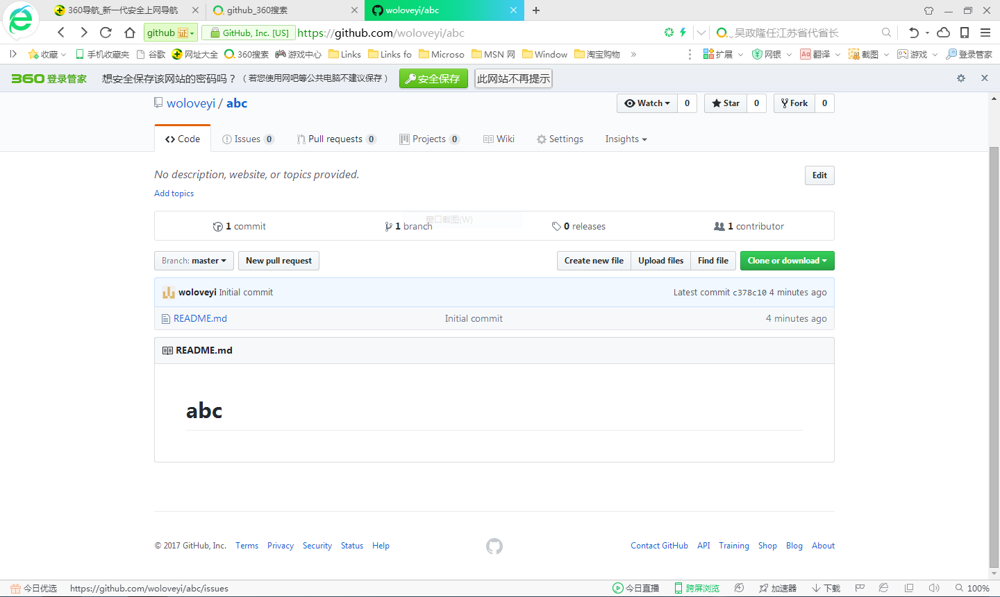 360导航_新一代安全上网导航 github_360搜索 woloveyi/abc
github 证 GitHub, Inc. [US] https://github.com/woloveyi/abc 吴政隆任江苏省代省长
收藏 手机收藏夹 谷歌 网址大全 360搜索 游戏中心 Links Links fo Microso MSN 网 Window 淘宝购物 » 扩展 网银 Aあ 翻译 截图 游戏 登录管家
360 登录管家 想安全保存该网站的密码吗？（若您使用网吧等公共电脑不建议保存） 安全保存 此网站不再提示
woloveyi / abc Watch 0 Star 0 Fork 0
Code Issues 0 Pull requests 0 Projects 0 Wiki Settings Insights
No description, website, or topics provided. Edit
Add topics
窗口截图(W)
1 commit 1 branch 0 releases 1 contributor
Branch: master New pull request Create new file Upload files Find file Clone or download
woloveyi Initial commit Latest commit c378c10 4 minutes ago
README.md Initial commit 4 minutes ago
README.md
abc
© 2017 GitHub, Inc. Terms Privacy Security Status Help Contact GitHub API Training Shop Blog About
今日优选 https://github.com/woloveyi/abc/issues 今日直播 跨屏浏览 加速器 下载 100%